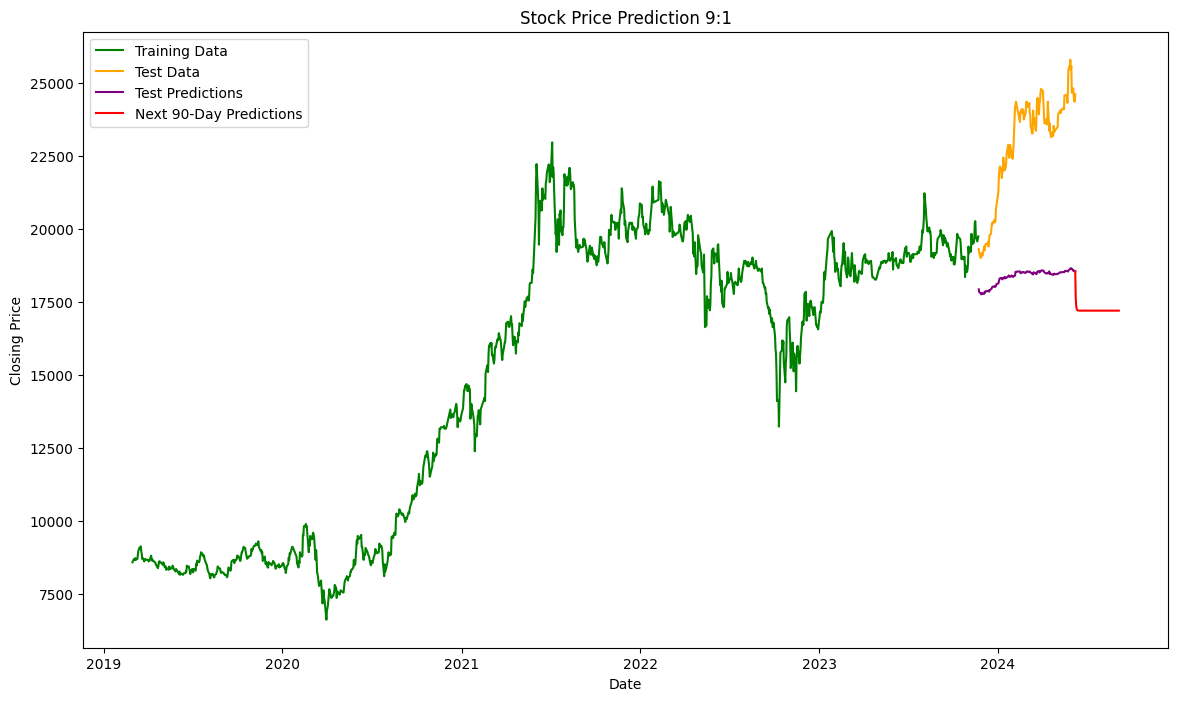 Stock Price Prediction 9:1
Training Data
Test Data
Test Predictions
Next 90-Day Predictions
Closing Price
25000
22500
20000
17500
15000
12500
10000
7500
2019 2020 2021 2022 2023 2024
Date